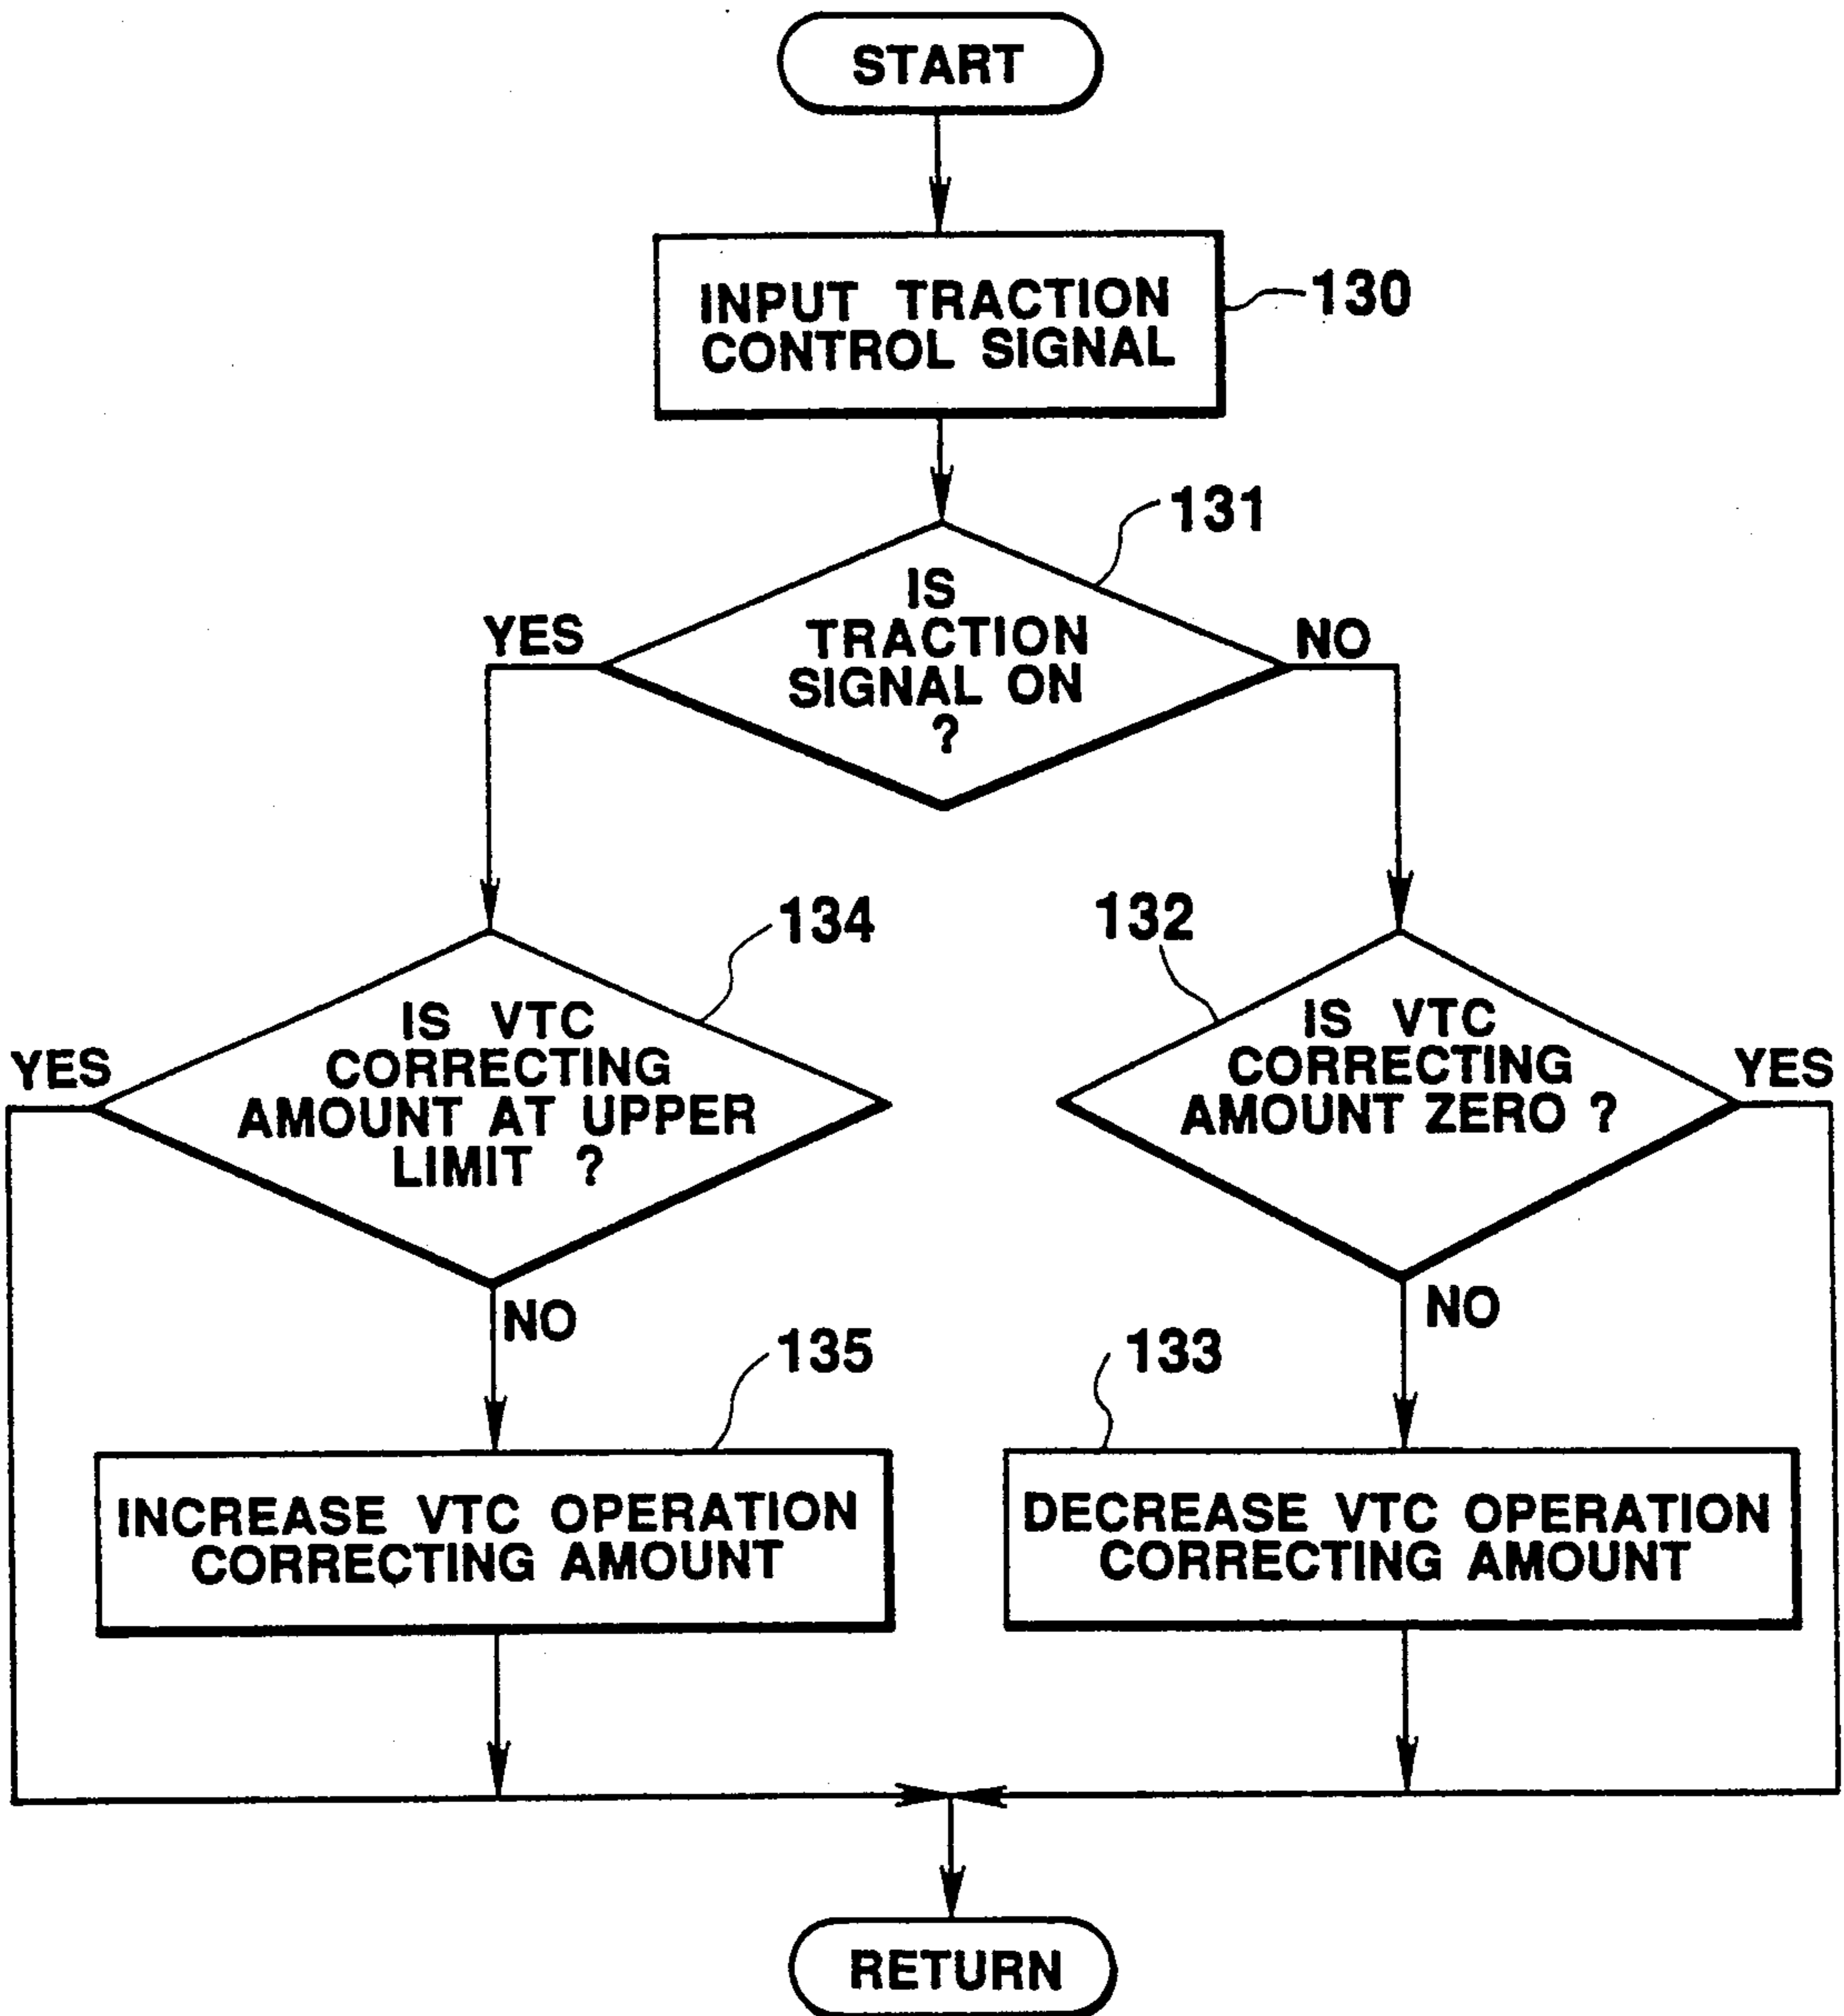 START
INPUT TRACTION
CONTROL SIGNAL
130
131
IS
TRACTION
SIGNAL ON
?
YES
NO
134
IS VTC
CORRECTING
AMOUNT AT UPPER
LIMIT ?
YES
NO
132
IS VTC
CORRECTING
AMOUNT ZERO ?
YES
NO
135
INCREASE VTC OPERATION
CORRECTING AMOUNT
133
DECREASE VTC OPERATION
CORRECTING AMOUNT
RETURN